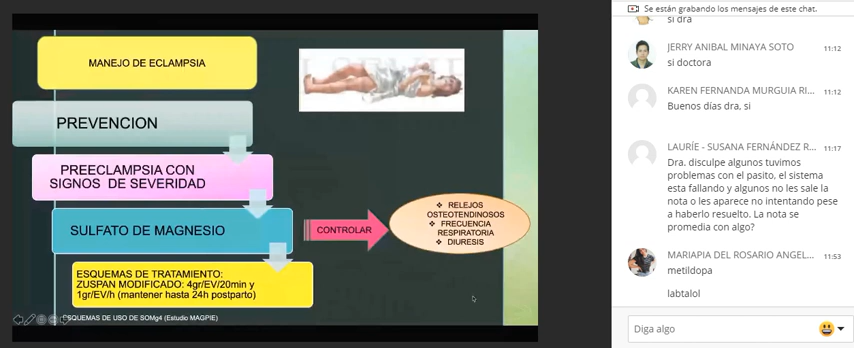 MANEJO DE ECLAMPSIA
PREVENCION
PREECLAMPSIA CON
SIGNOS DE SEVERIDAD
SULFATO DE MAGNESIO
CONTROLAR
❖ RELEJOS
OSTEOTENDINOSOS
❖ FRECUENCIA
RESPIRATORIA
❖ DIURESIS
ESQUEMAS DE TRATAMIENTO:
ZUSPAN MODIFICADO: 4gr/EV/20min y
1gr/EV/h (mantener hasta 24h postparto)
ESQUEMAS DE USO DE SOMg4 (Estudio MAGPIE)
Se están grabando los mensajes de este chat.
si dra
JERRY ANIBAL MINAYA SOTO 11:12
si doctora
KAREN FERNANDA MURGUIA RI... 11:12
Buenos días dra, si
LAURÍE - SUSANA FERNÁNDEZ R... 11:17
Dra. disculpe algunos tuvimos
problemas con el pasito, el sistema
esta fallando y algunos no les sale la
nota o les aparece no intentando pese
a haberlo resuelto. La nota se
promedia con algo?
MARIAPIA DEL ROSARIO ANGEL... 11:53
metildopa
labtalol
Diga algo